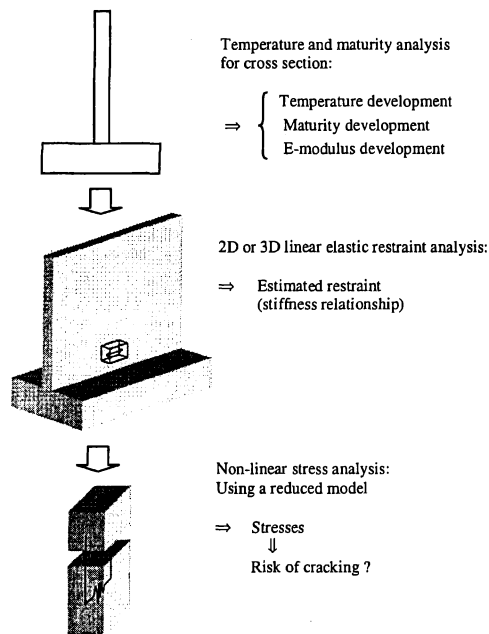 Temperature and maturity analysis
for cross section:
⇒ { Temperature development
Maturity development
E-modulus development
2D or 3D linear elastic restraint analysis:
⇒ Estimated restraint
(stiffness relationship)
Non-linear stress analysis:
Using a reduced model
⇒ Stresses
⇓
Risk of cracking ?